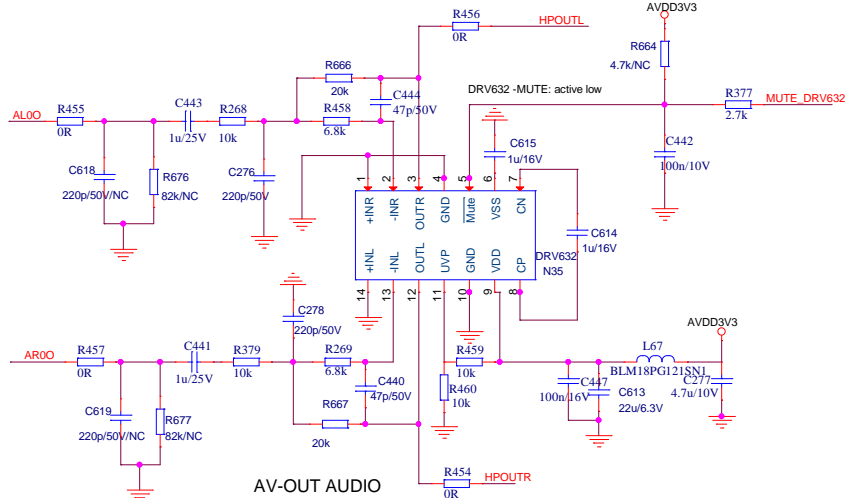 AVDD3V3
R456
0R
HPOUTL
R664
4.7k/NC
R666
20k
C444
47p/50V
DRV632 -MUTE: active low
R377
2.7k
MUTE_DRV632
AL0O
R455
0R
C443
1u/25V
R268
10k
R458
6.8k
C615
1u/16V
C442
100n/10V
C618
220p/50V/NC
R676
82k/NC
C276
220p/50V
1
2
3
4
5
6
7
+INR
-INR
OUTR
GND
Mute
VSS
CN
C614
1u/16V
DRV632
N35
+INL
-INL
OUTL
UVP
GND
VDD
CP
14
13
12
11
10
9
8
C278
220p/50V
AR0O
R457
0R
C441
1u/25V
R379
10k
R269
6.8k
C440
47p/50V
R459
10k
R460
10k
AVDD3V3
L67
BLM18PG121SN1
C447
100n/16V
C613
22u/6.3V
C277
4.7u/10V
C619
220p/50V/NC
R677
82k/NC
R667
20k
R454
0R
HPOUTR
AV-OUT AUDIO